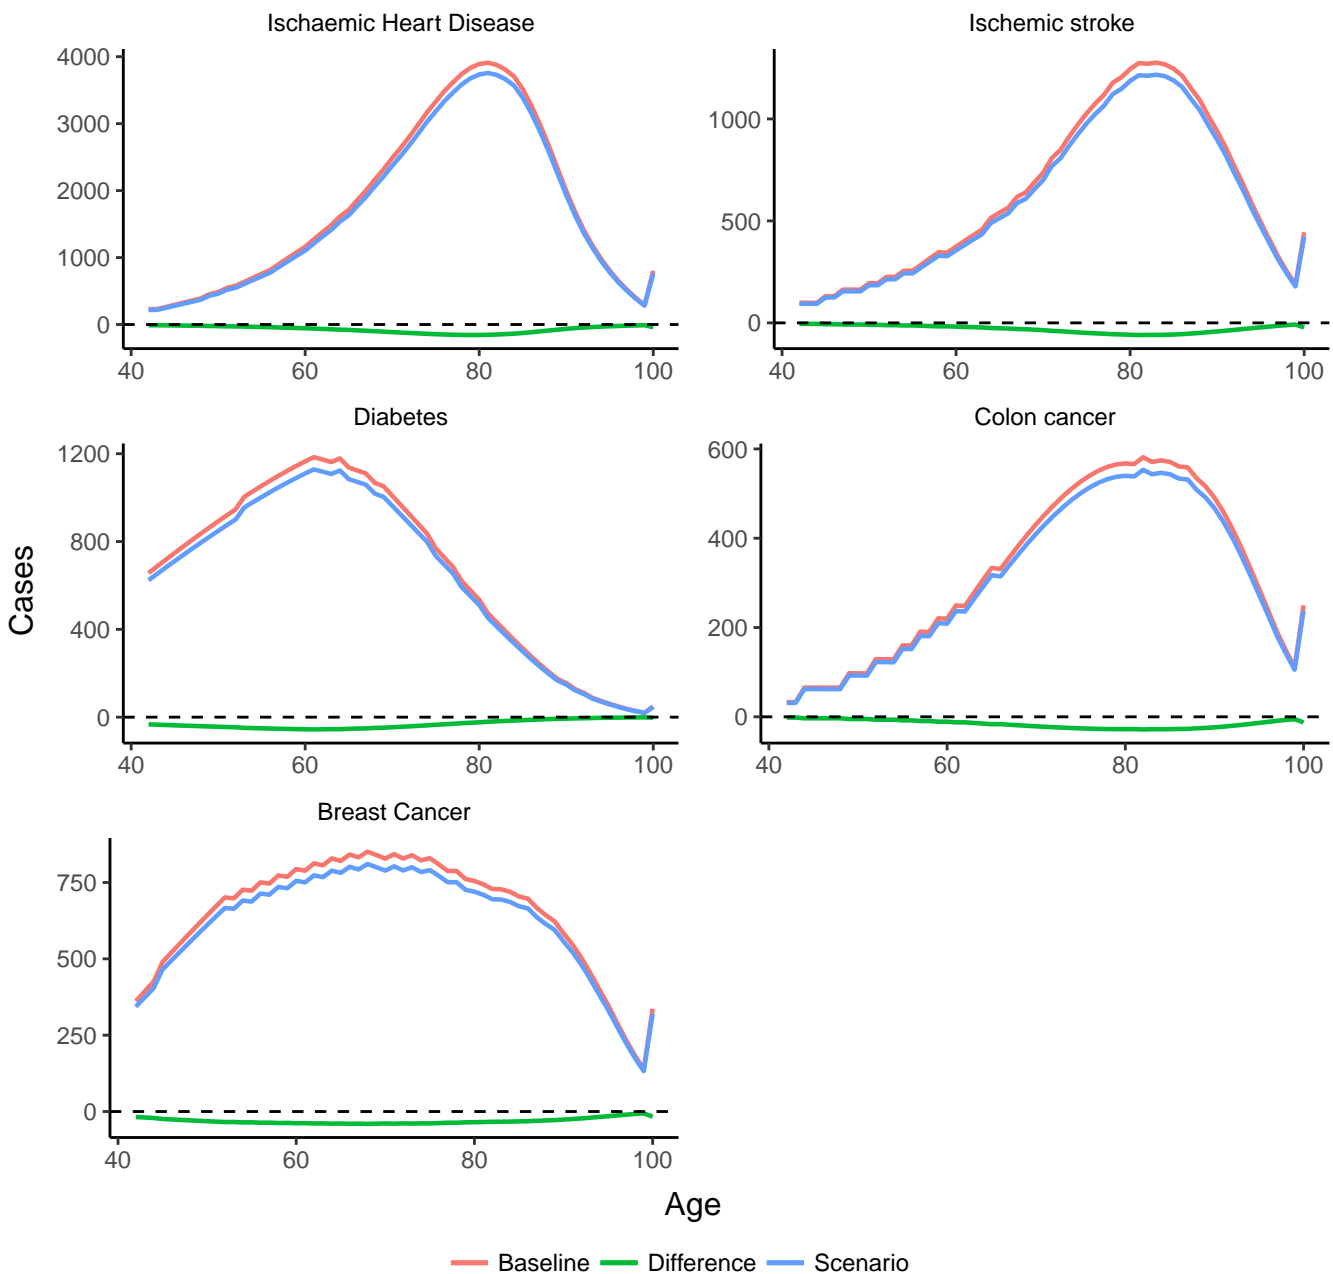 Ischaemic Heart Disease
4000
3000
2000
1000
0
40 60 80 100
Ischemic stroke
1000
500
0
40 60 80 100
Diabetes
1200
800
400
0
40 60 80 100
Colon cancer
600
400
200
0
40 60 80 100
Breast Cancer
750
500
250
0
40 60 80 100
Cases
Age
Baseline Difference Scenario